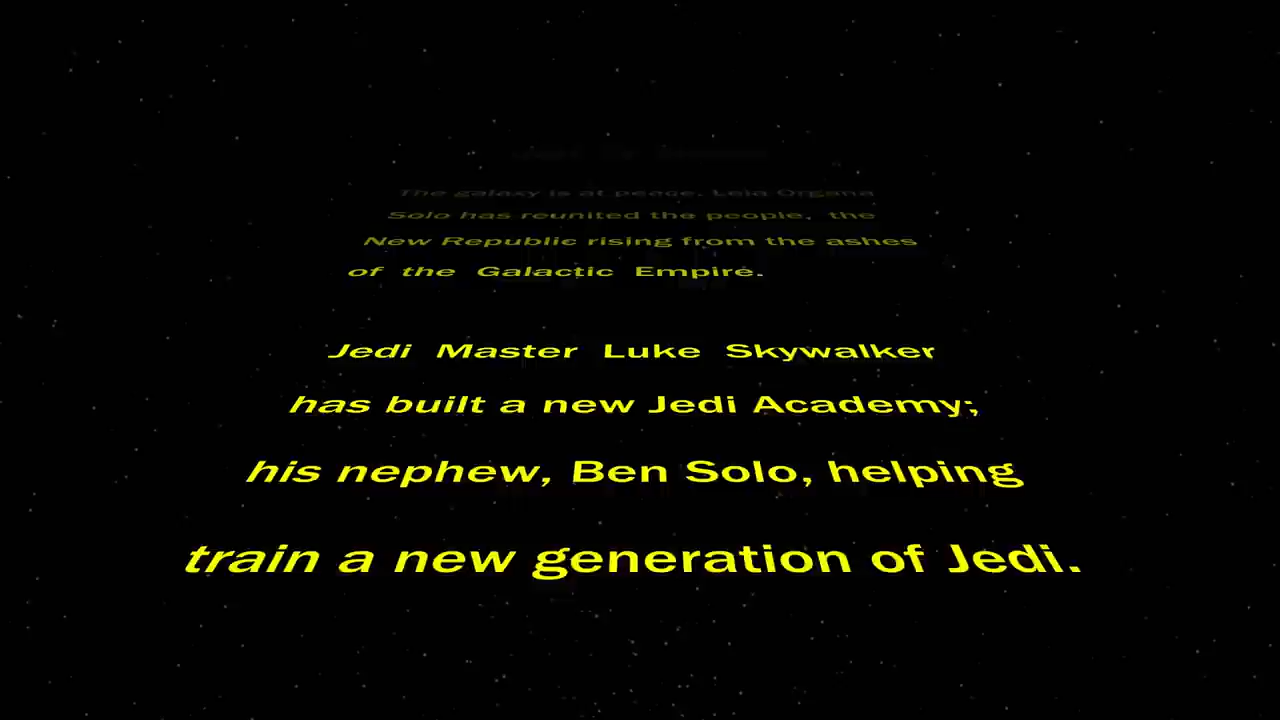 The galaxy is at peace. Leia Organa
Solo has reunited the people, the
New Republic rising from the ashes
of the Galactic Empire.
Jedi Master Luke Skywalker
has built a new Jedi Academy;
his nephew, Ben Solo, helping
train a new generation of Jedi.